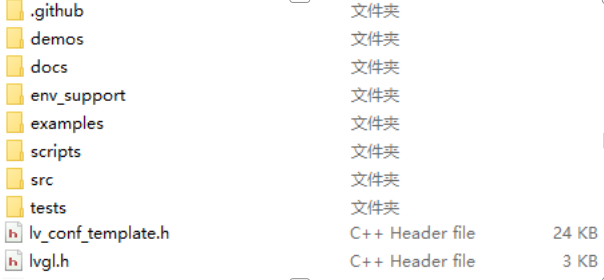 .github 文件夹
demos 文件夹
docs 文件夹
env_support 文件夹
examples 文件夹
scripts 文件夹
src 文件夹
tests 文件夹
lv_conf_template.h C++ Header file 24 KB
lvgl.h C++ Header file 3 KB